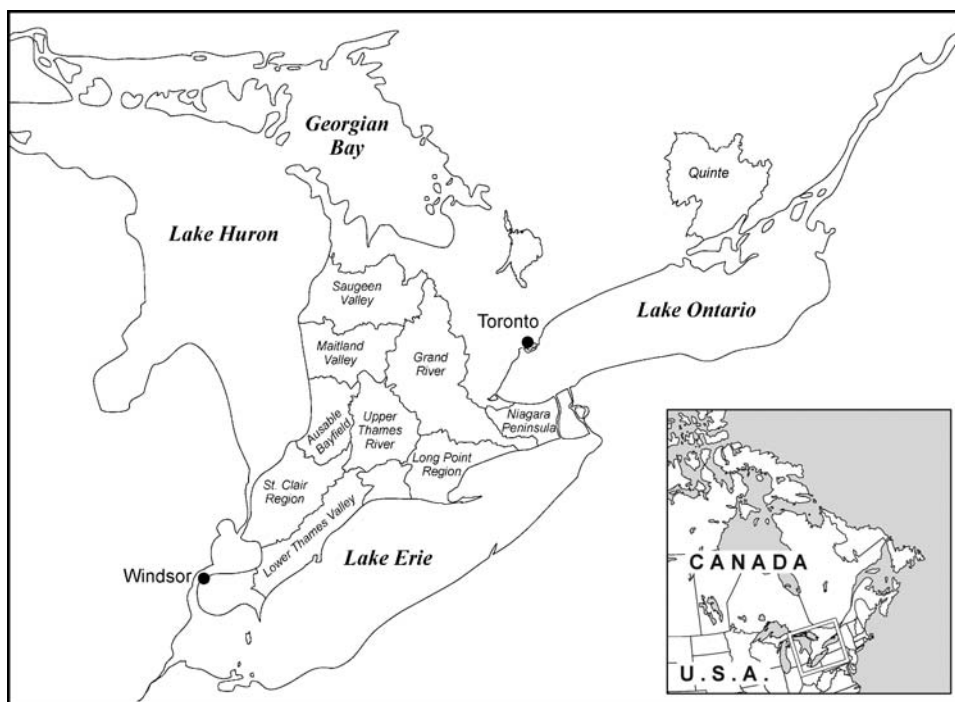 Georgian
Bay
Quinte
Lake Huron
Saugeen
Valley
Lake Ontario
Toronto
Maitland
Valley
Grand
River
Ausable
Bayfield
Upper
Thames
River
Niagara
Peninsula
Long Point
Region
St. Clair
Region
Lower Thames Valley
Lake Erie
Windsor
CANADA
U.S.A.